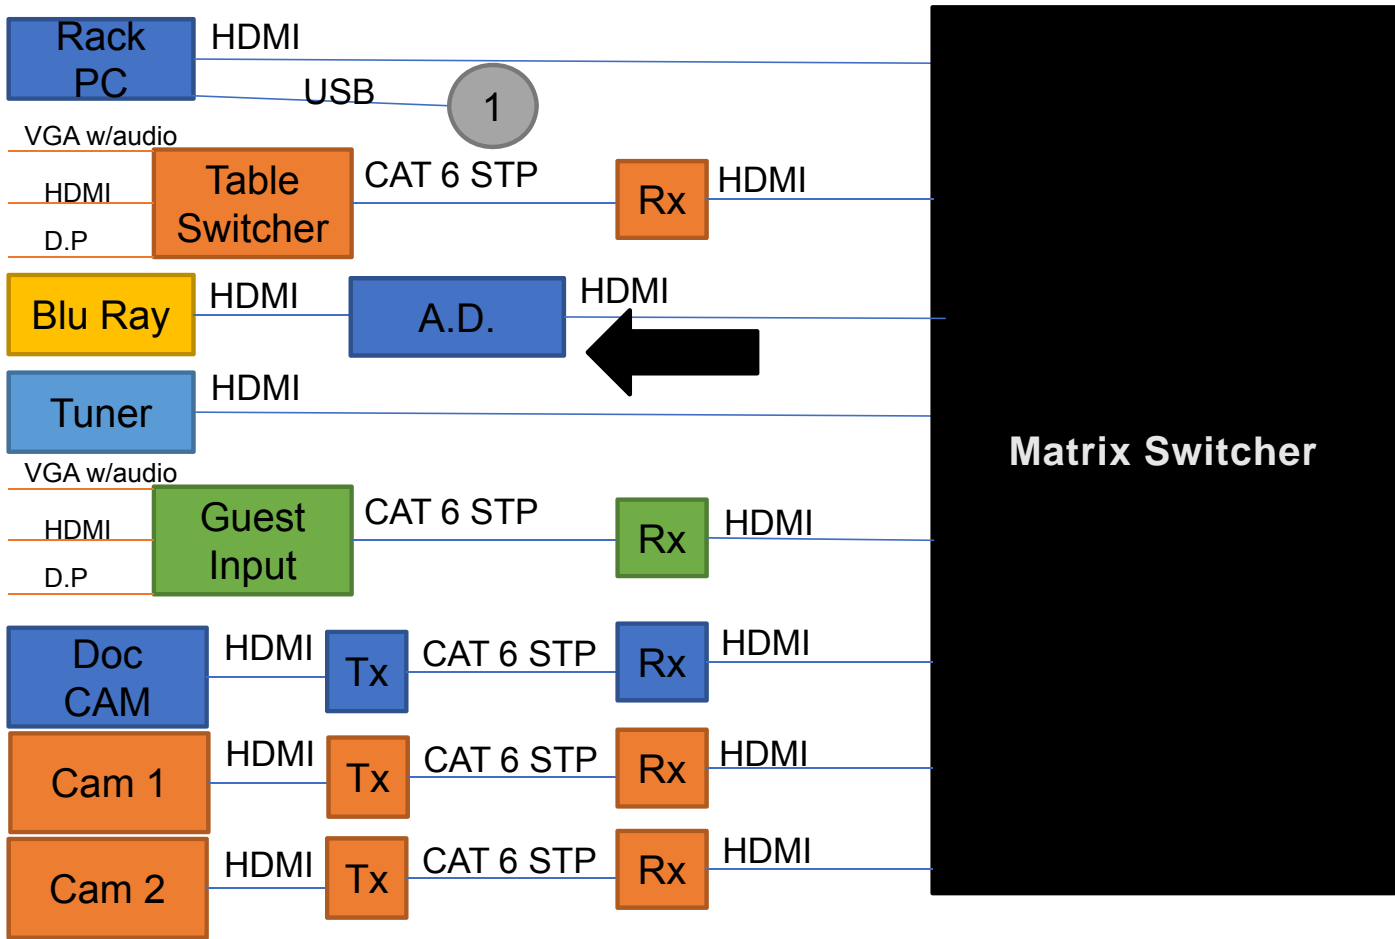 Rack
PC
HDMI
USB
1
VGA w/audio
HDMI
D.P
Table
Switcher
CAT 6 STP
Rx
HDMI
Blu Ray
HDMI
A.D.
HDMI
Tuner
HDMI
Matrix Switcher
VGA w/audio
HDMI
D.P
Guest
Input
CAT 6 STP
Rx
HDMI
Doc
CAM
HDMI
Tx
CAT 6 STP
Rx
HDMI
Cam 1
HDMI
Tx
CAT 6 STP
Rx
HDMI
Cam 2
HDMI
Tx
CAT 6 STP
Rx
HDMI